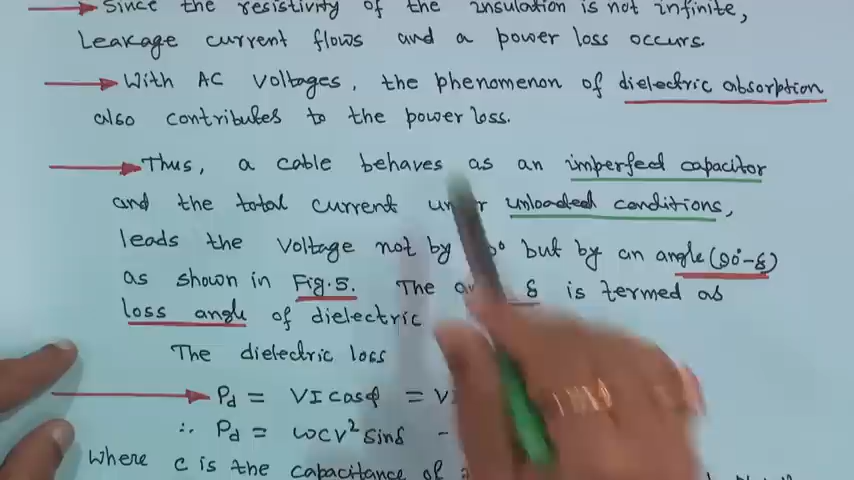 Since the resistivity of the insulation is not infinite,
Leakage current flows and a power loss occurs.
With AC Voltages, the phenomenon of dielectric absorption
also contributes to the power loss.
Thus, a cable behaves as an imperfect capacitor
and the total current unloaded conditions,
leads the Voltage not by but by an angle (90°-δ)
as shown in Fig.5. The δ is termed as
loss angle of dielectric
The dielectric loss
Pd = VI cosφ = V
∴ Pd = ωcv² sinδ -
Where c is the capacitance of